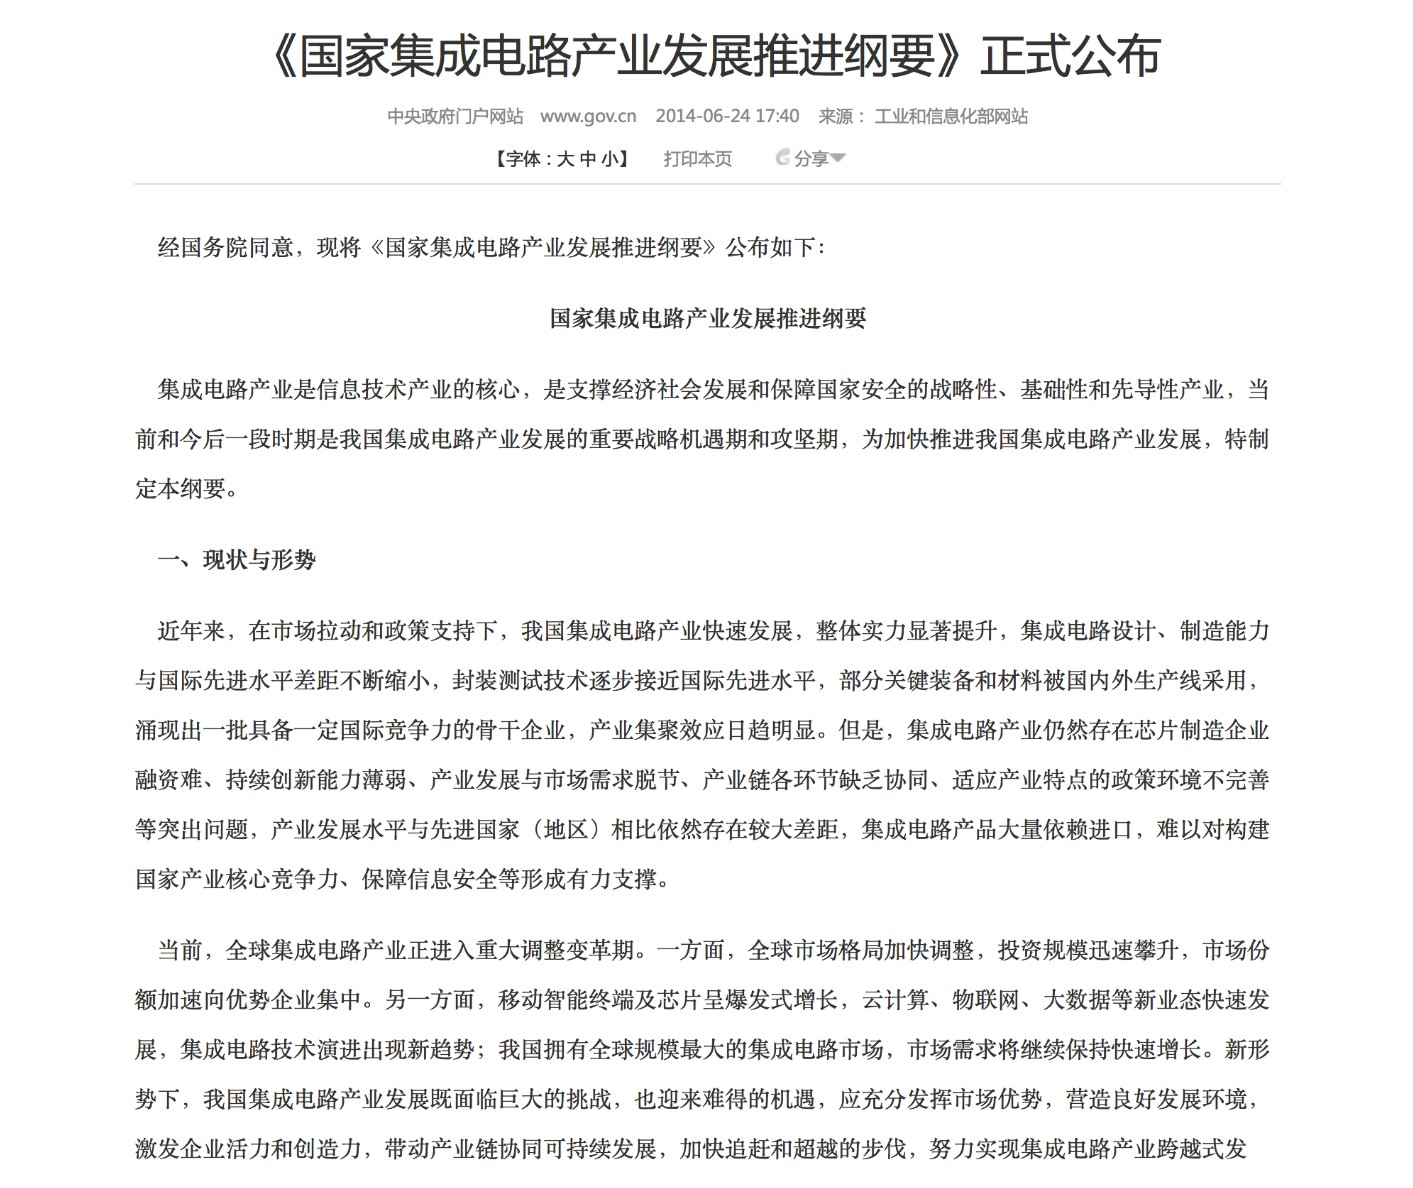 《国家集成电路产业发展推进纲要》正式公布
中央政府门户网站 www.gov.cn 2014-06-24 17:40 来源： 工业和信息化部网站
【字体：大 中 小】 打印本页 分享
经国务院同意，现将《国家集成电路产业发展推进纲要》公布如下：
国家集成电路产业发展推进纲要
集成电路产业是信息技术产业的核心，是支撑经济社会发展和保障国家安全的战略性、基础性和先导性产业，当
前和今后一段时期是我国集成电路产业发展的重要战略机遇期和攻坚期，为加快推进我国集成电路产业发展，特制
定本纲要。
一、现状与形势
近年来，在市场拉动和政策支持下，我国集成电路产业快速发展，整体实力显著提升，集成电路设计、制造能力
与国际先进水平差距不断缩小，封装测试技术逐步接近国际先进水平，部分关键装备和材料被国内外生产线采用，
涌现出一批具备一定国际竞争力的骨干企业，产业集聚效应日趋明显。但是，集成电路产业仍然存在芯片制造企业
融资难、持续创新能力薄弱、产业发展与市场需求脱节、产业链各环节缺乏协同、适应产业特点的政策环境不完善
等突出问题，产业发展水平与先进国家（地区）相比依然存在较大差距，集成电路产品大量依赖进口，难以对构建
国家产业核心竞争力、保障信息安全等形成有力支撑。
当前，全球集成电路产业正进入重大调整变革期。一方面，全球市场格局加快调整，投资规模迅速攀升，市场份
额加速向优势企业集中。另一方面，移动智能终端及芯片呈爆发式增长，云计算、物联网、大数据等新业态快速发
展，集成电路技术演进出现新趋势；我国拥有全球规模最大的集成电路市场，市场需求将继续保持快速增长。新形
势下，我国集成电路产业发展既面临巨大的挑战，也迎来难得的机遇，应充分发挥市场优势，营造良好发展环境，
激发企业活力和创造力，带动产业链协同可持续发展，加快追赶和超越的步伐，努力实现集成电路产业跨越式发